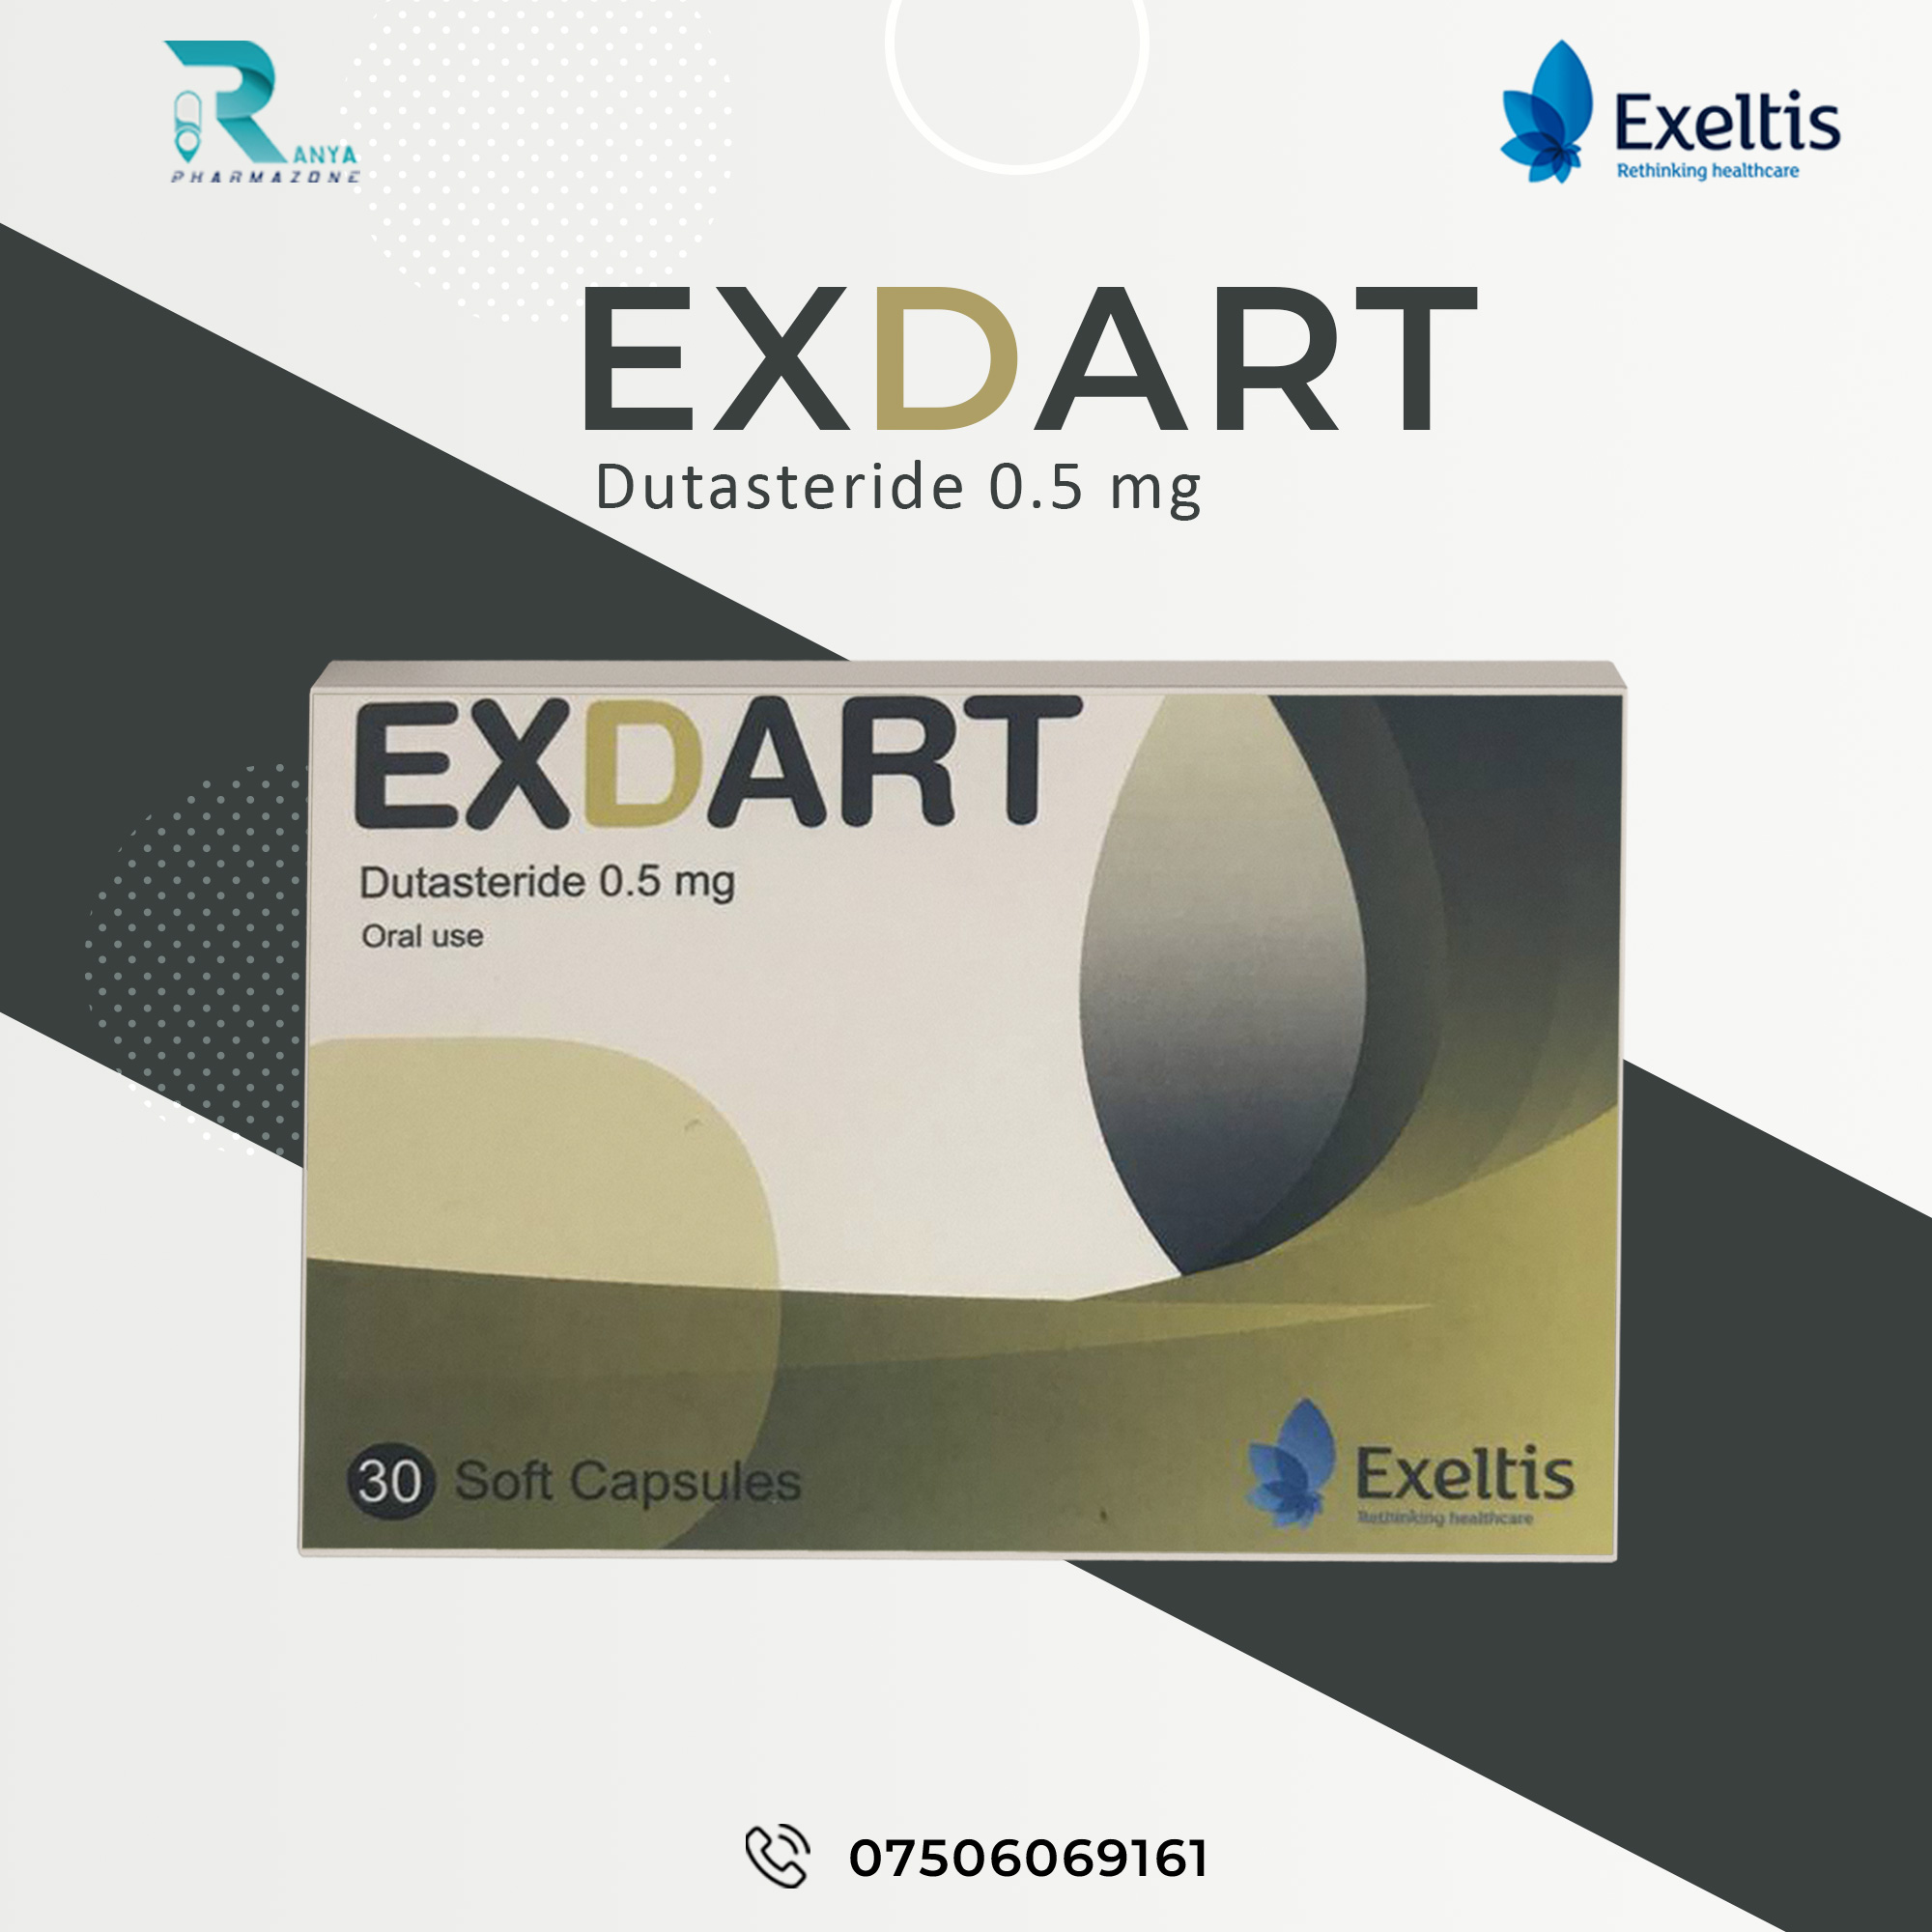 RANYA
PHARMAZONE
Exeltis
Rethinking healthcare
EXDART
Dutasteride 0.5 mg
EXDART
Dutasteride 0.5 mg
Oral use
30 Soft Capsules
Exeltis
Rethinking healthcare
07506069161